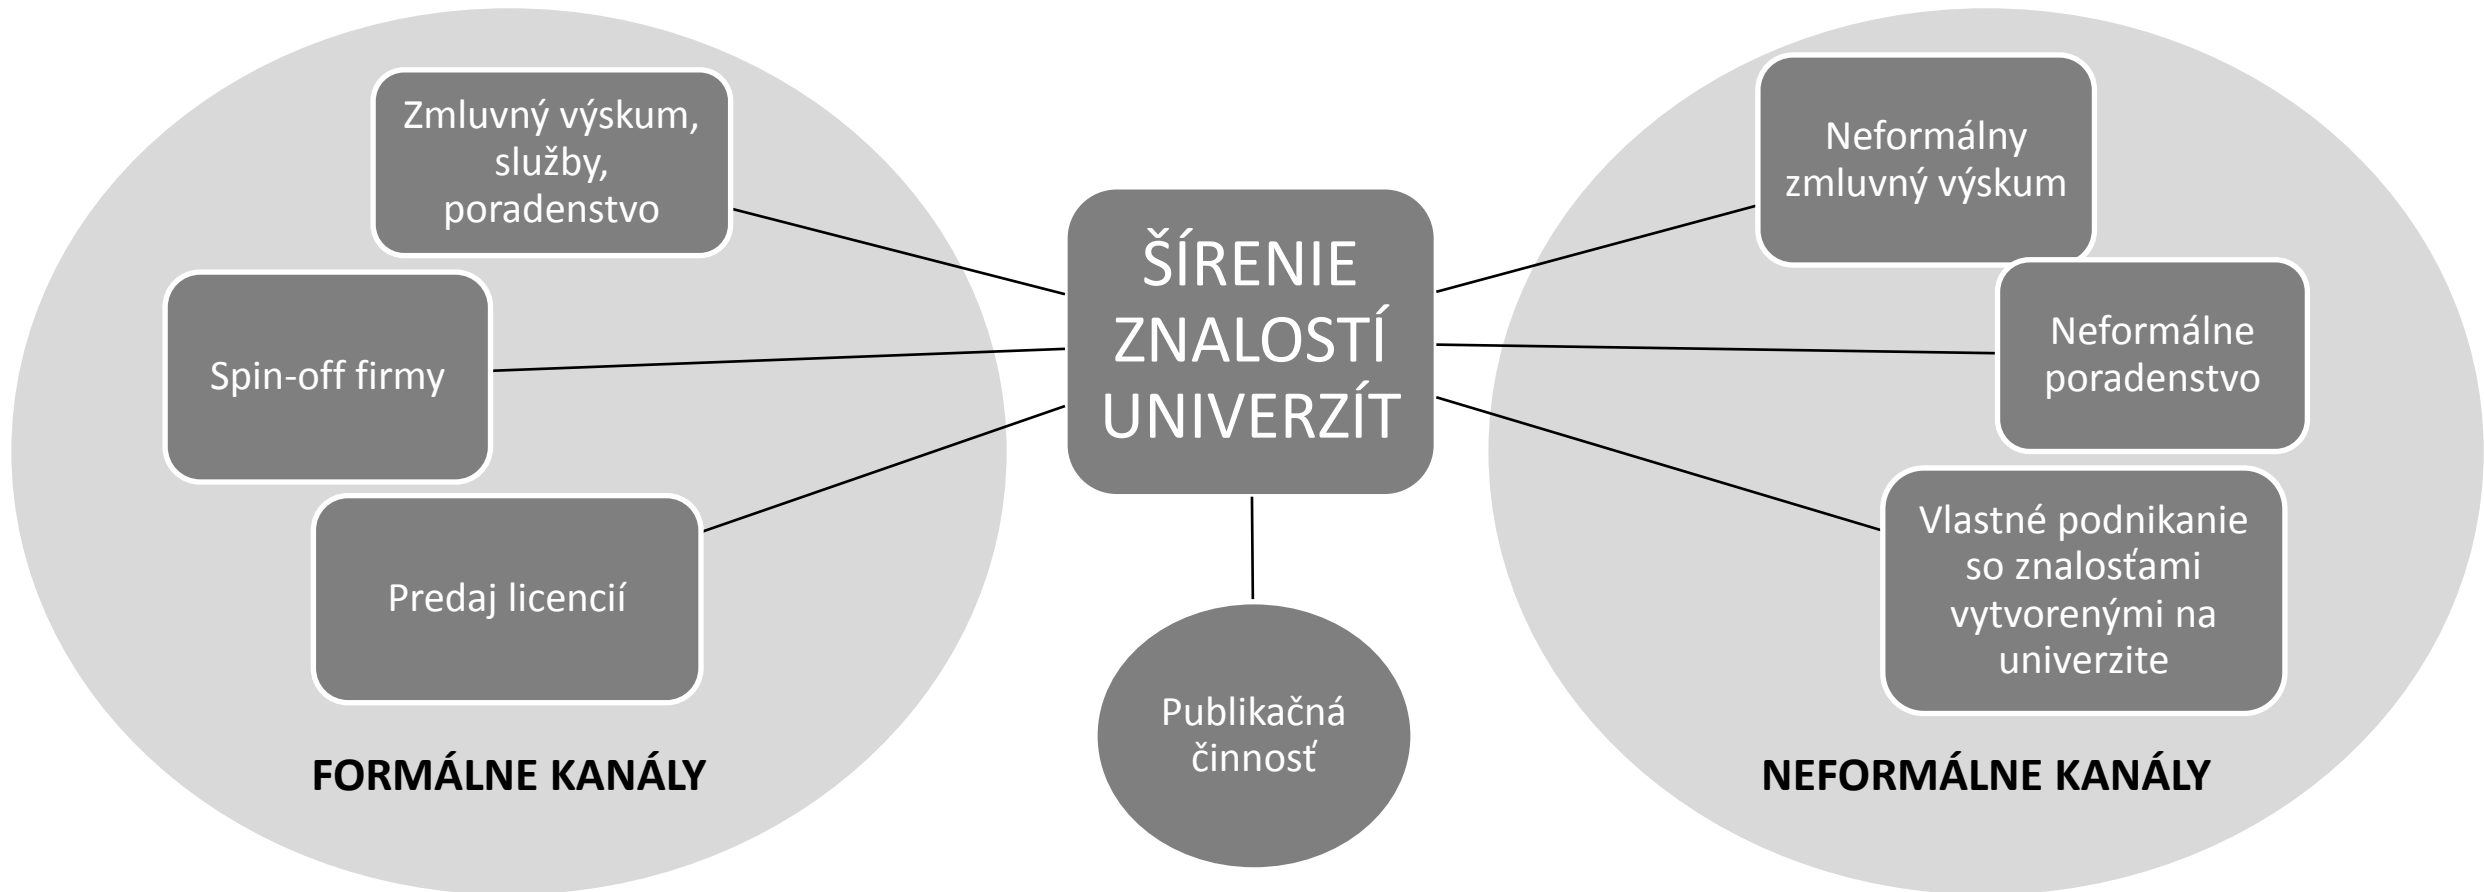 Zmluvný výskum,
služby,
poradenstvo
Spin-off firmy
Predaj licencií
FORMÁLNE KANÁLY
ŠÍRENIE
ZNALOSTÍ
UNIVERZÍT
Publikačná
činnosť
Neformálny
zmluvný výskum
Neformálne
poradenstvo
Vlastné podnikanie
so znalosťami
vytvorenými na
univerzite
NEFORMÁLNE KANÁLY